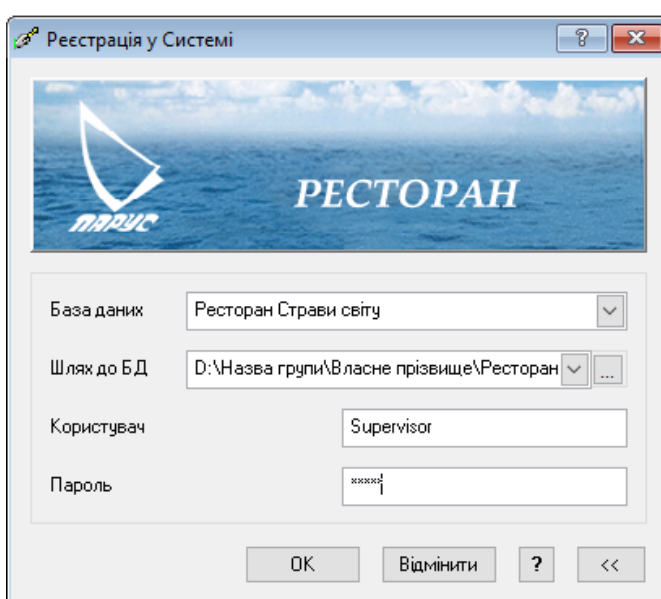 Реєстрація у Системі
?
ПАРУС
РЕСТОРАН
База даних Ресторан Страви світу
Шлях до БД D:\Назва групи\Власне прізвище\Ресторан ...
Користувач Supervisor
Пароль *****
OK Відмінити ? <<